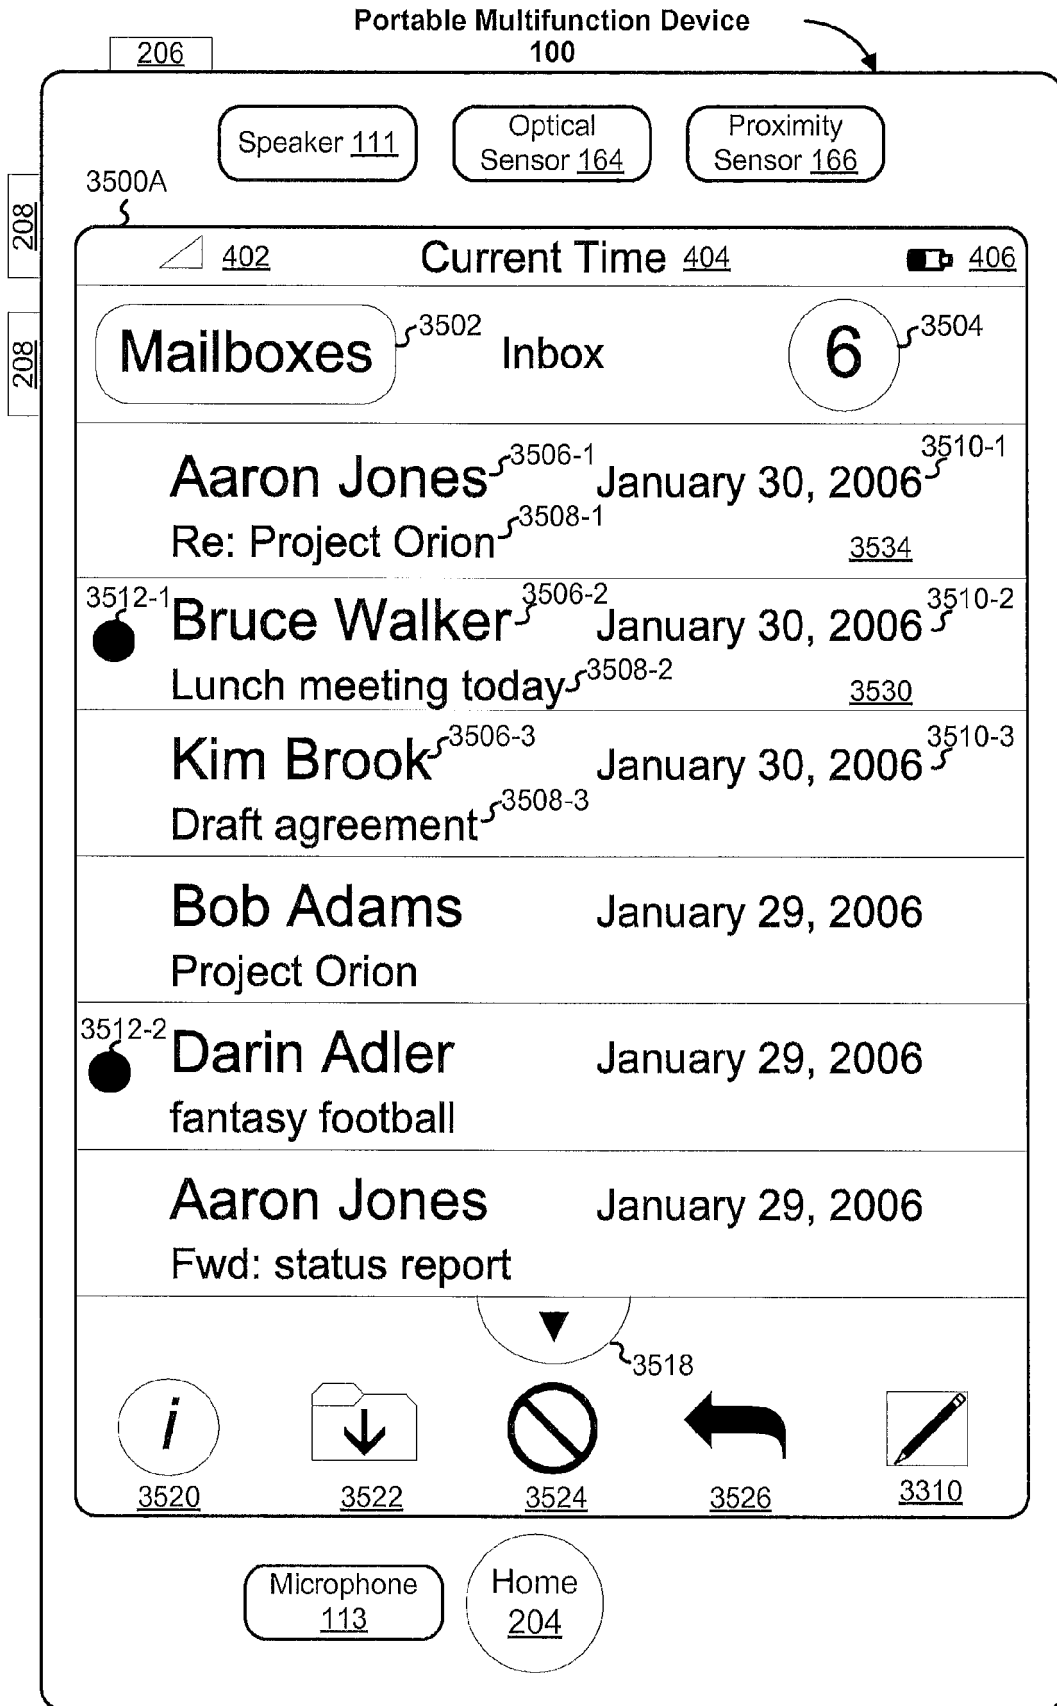 Portable Multifunction Device
100
206
Speaker 111
Optical
Sensor 164
Proximity
Sensor 166
3500A
208
208
402
Current Time 404
406
Mailboxes
3502
Inbox
6
3504
Aaron Jones
3506-1
January 30, 2006
3510-1
Re: Project Orion
3508-1
3534
3512-1
Bruce Walker
3506-2
January 30, 2006
3510-2
Lunch meeting today
3508-2
3530
Kim Brook
3506-3
January 30, 2006
3510-3
Draft agreement
3508-3
Bob Adams
January 29, 2006
Project Orion
3512-2
Darin Adler
January 29, 2006
fantasy football
Aaron Jones
January 29, 2006
Fwd: status report
3518
i
3520
3522
3524
3526
3310
Microphone
113
Home
204